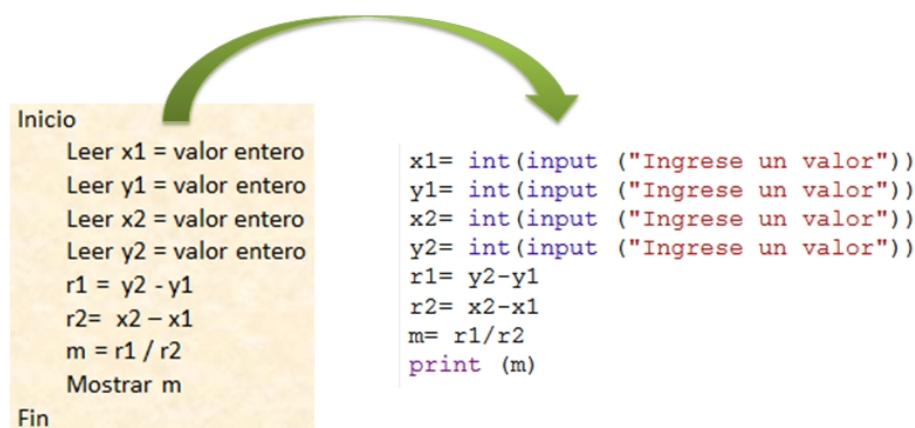 Inicio
Leer x1 = valor entero
Leer y1 = valor entero
Leer x2 = valor entero
Leer y2 = valor entero
r1 = y2 - y1
r2= x2 – x1
m = r1 / r2
Mostrar m
Fin
x1= int(input ("Ingrese un valor"))
y1= int(input ("Ingrese un valor"))
x2= int(input ("Ingrese un valor"))
y2= int(input ("Ingrese un valor"))
r1= y2-y1
r2= x2-x1
m= r1/r2
print (m)